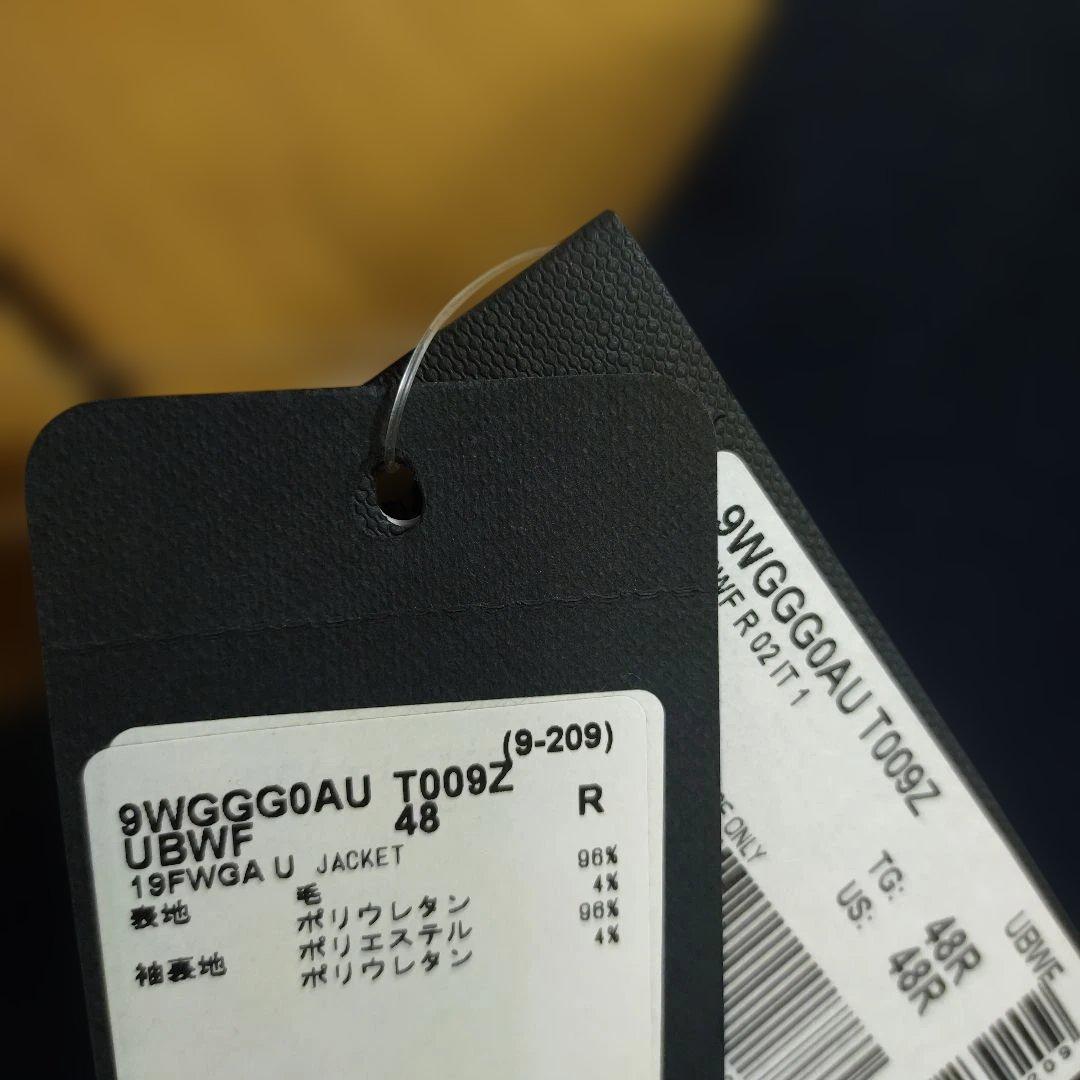 (9-209)
9WGGG0AU T009Z
UBWF 48 R
19FWGA U JACKET
表地 毛 96%
ポリウレタン 4%
袖裏地 ポリエステル 96%
ポリウレタン 4%
9WGGG0AU T009Z
WF R 02 IT 1
ONLY
TG: 48R
US: 48R
UBWF